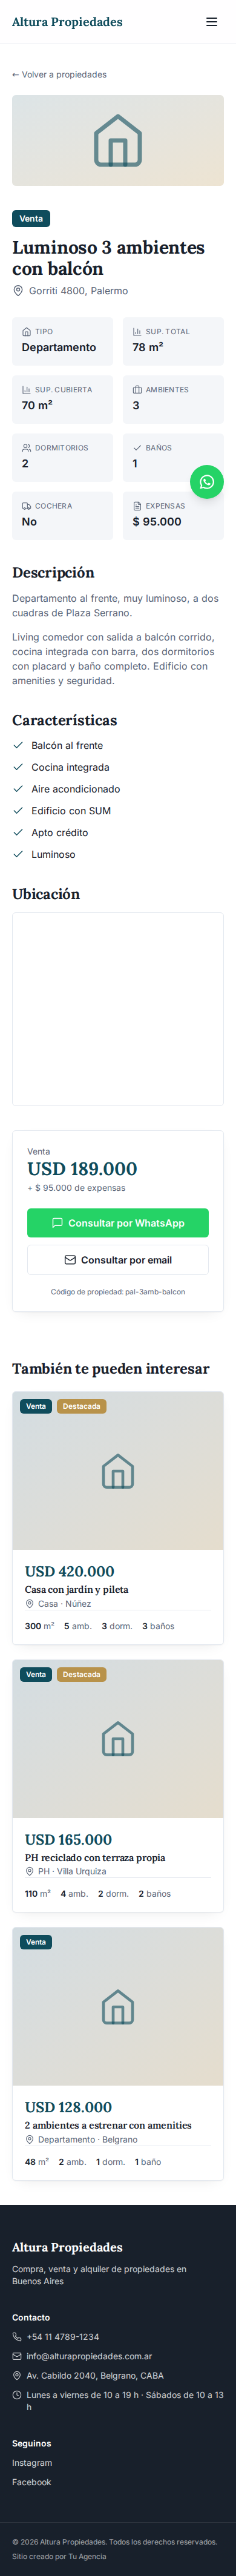 Altura Propiedades
← Volver a propiedades
Venta
Luminoso 3 ambientes
con balcón
Gorriti 4800, Palermo
TIPO
Departamento
SUP. TOTAL
78 m²
SUP. CUBIERTA
70 m²
AMBIENTES
3
DORMITORIOS
2
BAÑOS
1
COCHERA
No
EXPENSAS
$ 95.000
Descripción
Departamento al frente, muy luminoso, a dos
cuadras de Plaza Serrano.
Living comedor con salida a balcón corrido,
cocina integrada con barra, dos dormitorios
con placard y baño completo. Edificio con
amenities y seguridad.
Características
Balcón al frente
Cocina integrada
Aire acondicionado
Edificio con SUM
Apto crédito
Luminoso
Ubicación
Venta
USD 189.000
+ $ 95.000 de expensas
Consultar por WhatsApp
Consultar por email
Código de propiedad: pal-3amb-balcon
También te pueden interesar
Venta Destacada
USD 420.000
Casa con jardín y pileta
Casa · Núñez
300 m² 5 amb. 3 dorm. 3 baños
Venta Destacada
USD 165.000
PH reciclado con terraza propia
PH · Villa Urquiza
110 m² 4 amb. 2 dorm. 2 baños
Venta
USD 128.000
2 ambientes a estrenar con amenities
Departamento · Belgrano
48 m² 2 amb. 1 dorm. 1 baño
Altura Propiedades
Compra, venta y alquiler de propiedades en
Buenos Aires
Contacto
+54 11 4789-1234
info@alturapropiedades.com.ar
Av. Cabildo 2040, Belgrano, CABA
Lunes a viernes de 10 a 19 h · Sábados de 10 a 13
h
Seguinos
Instagram
Facebook
© 2026 Altura Propiedades. Todos los derechos reservados.
Sitio creado por Tu Agencia